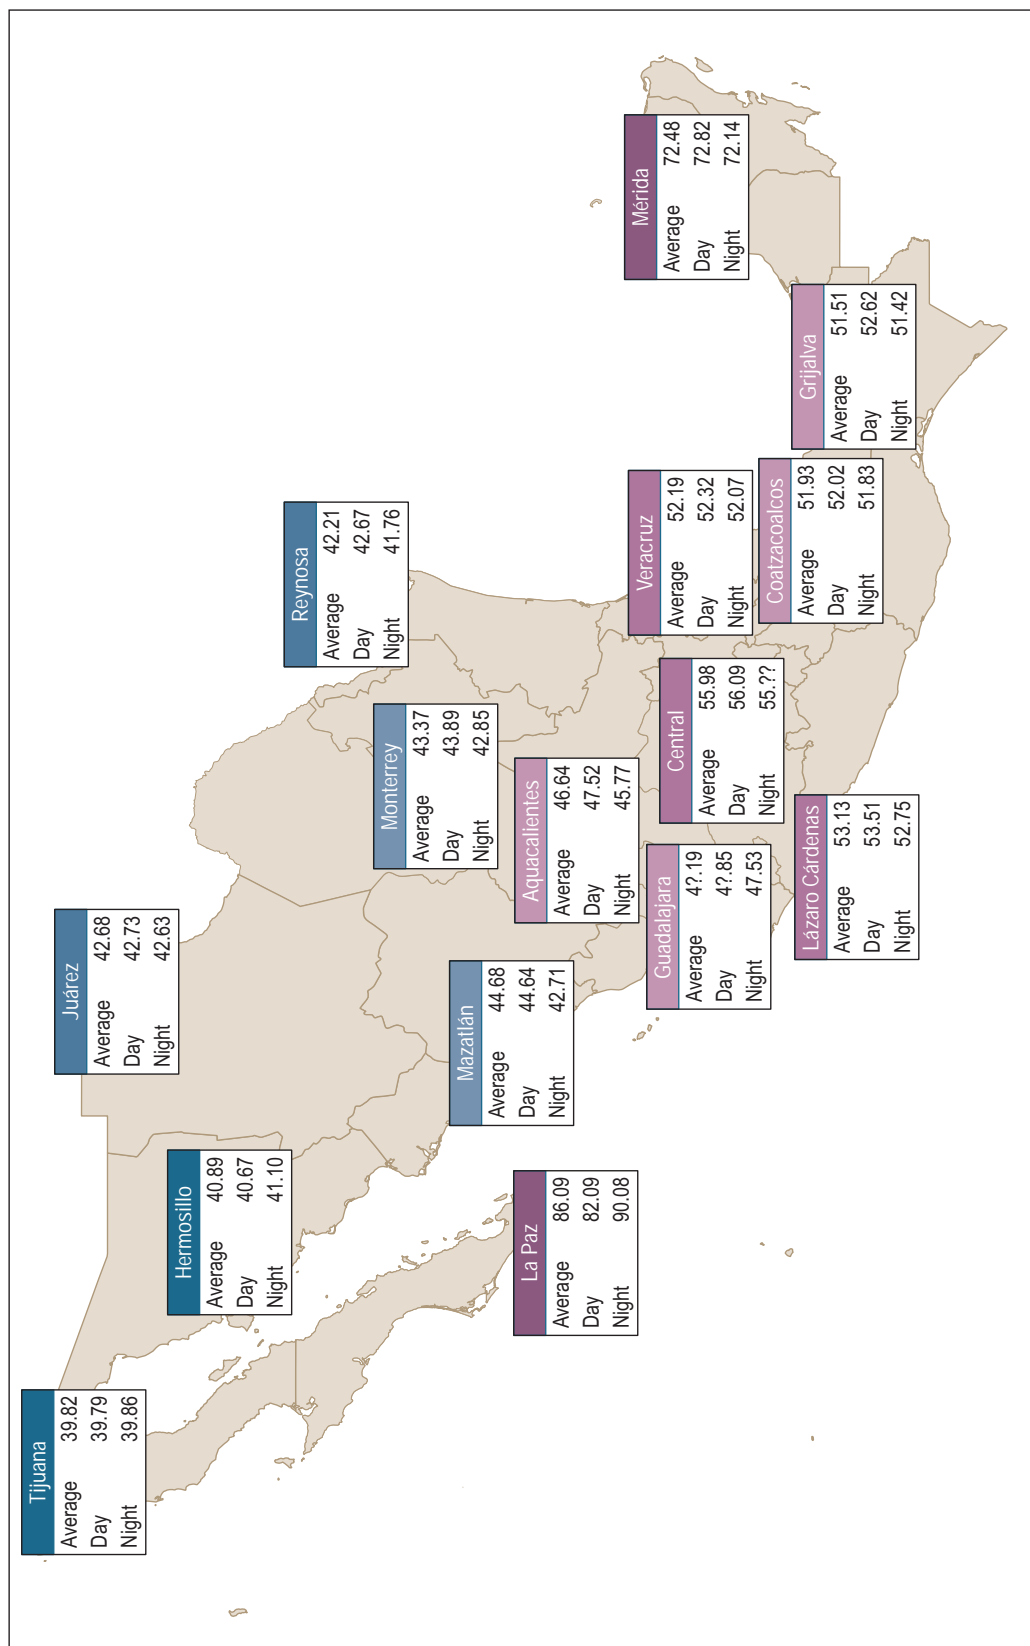 Tijuana
Average 39.82
Day 39.79
Night 39.86
Hermosillo
Average 40.89
Day 40.67
Night 41.10
Juárez
Average 42.68
Day 42.73
Night 42.63
Reynosa
Average 42.21
Day 42.67
Night 41.76
Monterrey
Average 43.37
Day 43.89
Night 42.85
Mazatlán
Average 44.68
Day 44.64
Night 42.71
La Paz
Average 86.09
Day 82.09
Night 90.08
Aquacalientes
Average 46.64
Day 47.52
Night 45.77
Guadalajara
Average 4?.19
Day 4?.85
Night 47.53
Central
Average 55.98
Day 56.09
Night 55.??
Lázaro Cárdenas
Average 53.13
Day 53.51
Night 52.75
Veracruz
Average 52.19
Day 52.32
Night 52.07
Coatzacoalcos
Average 51.93
Day 52.02
Night 51.83
Grijalva
Average 51.51
Day 52.62
Night 51.42
Mérida
Average 72.48
Day 72.82
Night 72.14